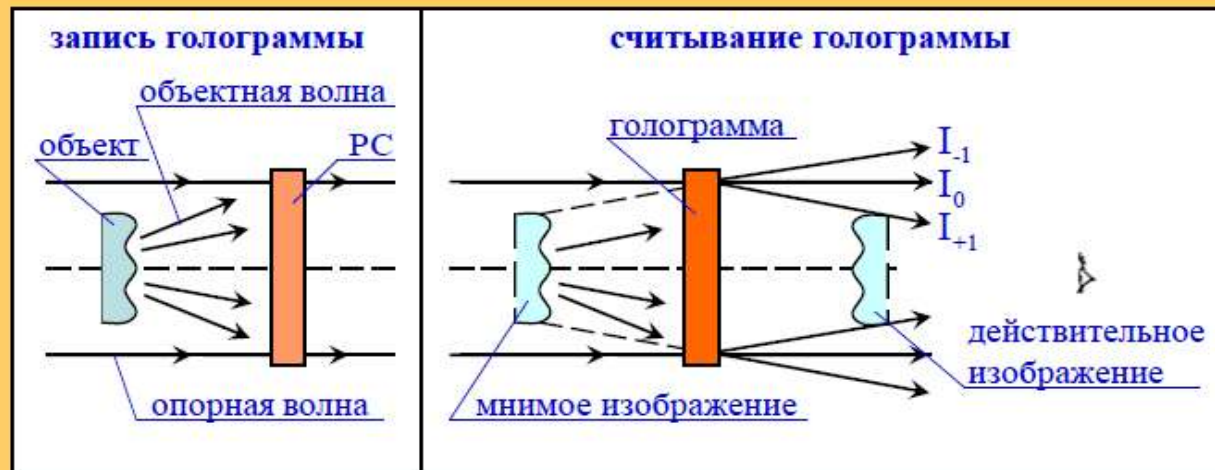 запись голограммы
объектная волна
объект
РС
опорная волна
считывание голограммы
голограмма
I-1
I0
I+1
мнимое изображение
действительное
изображение